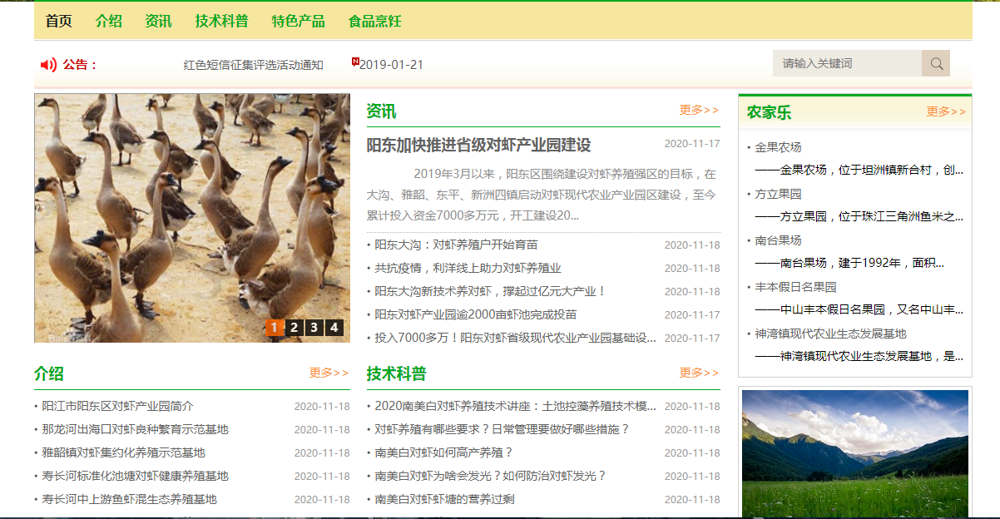 首页 介绍 资讯 技术科普 特色产品 食品烹饪
公告： 红色短信征集评选活动通知 N2019-01-21 请输入关键词
1 2 3 4
资讯 更多>>
阳东加快推进省级对虾产业园建设 2020-11-17
2019年3月以来，阳东区围绕建设对虾养殖强区的目标，在
大沟、雅韶、东平、新洲四镇启动对虾现代农业产业园区建设，至今
累计投入资金7000多万元，开工建设20...
· 阳东大沟：对虾养殖户开始育苗 2020-11-18
· 共抗疫情，利洋线上助力对虾养殖业 2020-11-18
· 阳东大沟新技术养对虾，撑起过亿元大产业！ 2020-11-18
· 阳东对虾产业园逾2000亩虾池完成投苗 2020-11-17
· 投入7000多万！阳东对虾省级现代农业产业园基础设... 2020-11-17
农家乐 更多>>
· 金果农场
——金果农场，位于坦洲镇新合村，创...
· 方立果园
——方立果园，位于珠江三角洲鱼米之...
· 南台果场
——南台果场，建于1992年，面积...
· 丰本假日名果园
——中山丰本假日名果园，又名中山丰...
· 神湾镇现代农业生态发展基地
——神湾镇现代农业生态发展基地，是...
介绍 更多>>
· 阳江市阳东区对虾产业园简介 2020-11-18
· 那龙河出海口对虾良种繁育示范基地 2020-11-18
· 雅韶镇对虾集约化养殖示范基地 2020-11-18
· 寿长河标准化池塘对虾健康养殖基地 2020-11-18
· 寿长河中上游鱼虾混生态养殖基地 2020-11-18
技术科普 更多>>
· 2020南美白对虾养殖技术讲座：土池控藻养殖技术模... 2020-11-18
· 对虾养殖有哪些要求？日常管理要做好哪些措施？ 2020-11-18
· 南美白对虾如何高产养殖？ 2020-11-18
· 南美白对虾为啥会发光？如何防治对虾发光？ 2020-11-18
· 南美白对虾虾塘的营养过剩 2020-11-18